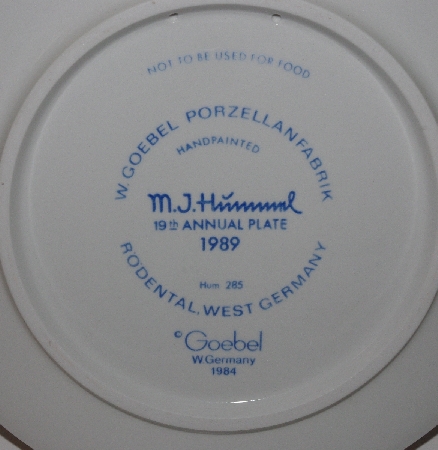 NOT TO BE USED FOR FOOD
W. GOEBEL PORZELLANFABRIK
HANDPAINTED
M.J.Hummel
19th ANNUAL PLATE
1989
Hum 285
RÖDENTAL, WEST GERMANY
© Goebel
W.Germany
1984